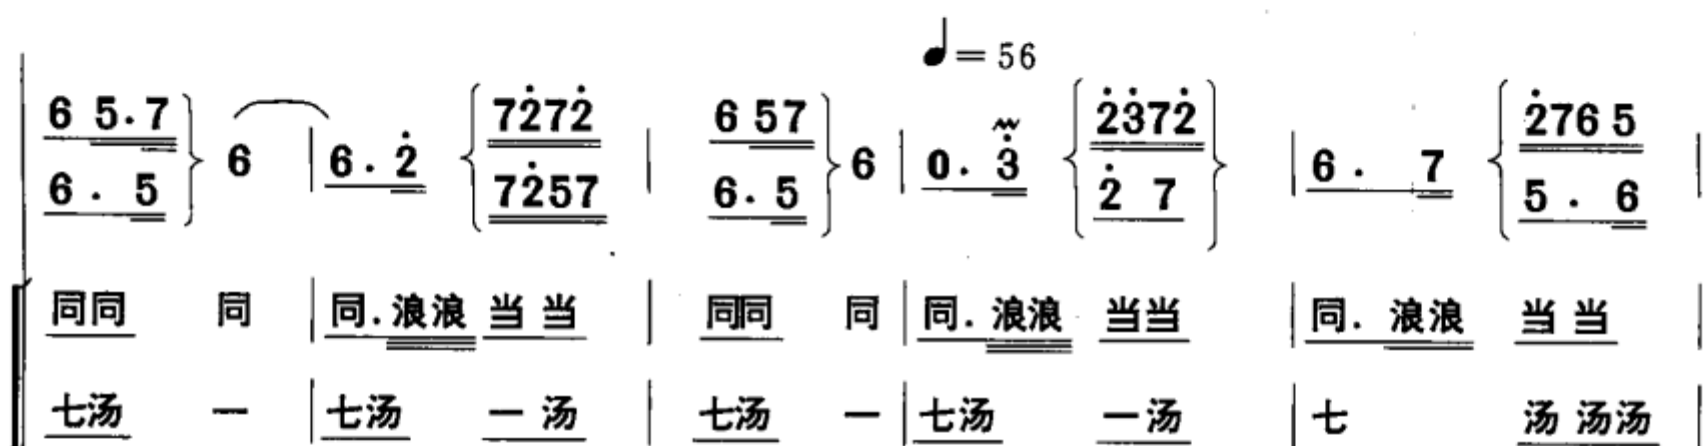 ♩= 56
6 5.7 7272 657 2372 2765
6 6.2 6 0.3 6. 7
6. 5 7257 6.5 2 7 5. 6
同同 同 同.浪浪 当当 同同 同 同.浪浪 当当 同.浪浪 当当
七汤 一 七汤 一汤 七汤 一 七汤 一汤 七 汤汤汤